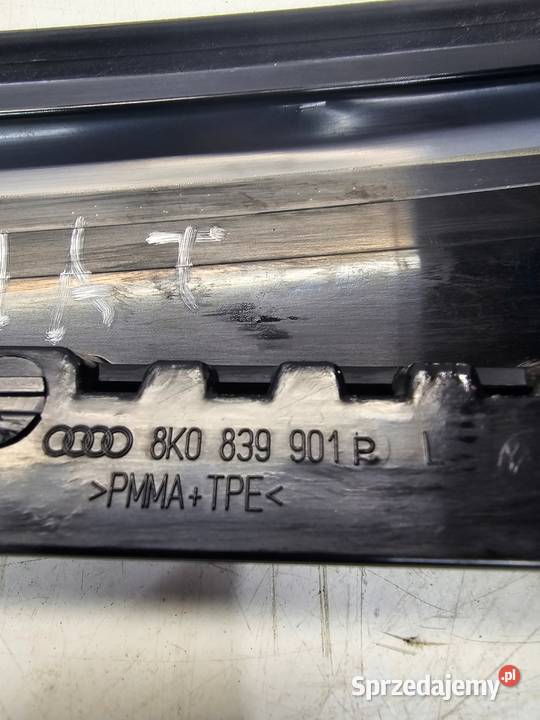 8K0 839 901 R L
>PMMA+TPE<
Sprzedajemy.pl